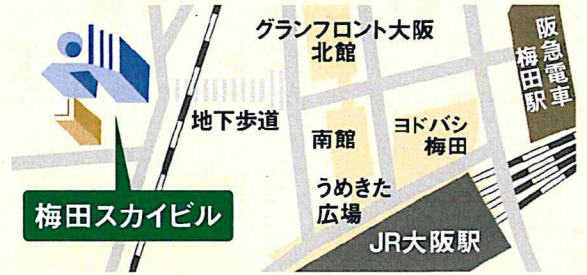 グランフロント大阪
北館
阪急電車
梅田駅
地下歩道
南館
ヨドバシ
梅田
うめきた
広場
梅田スカイビル
JR大阪駅